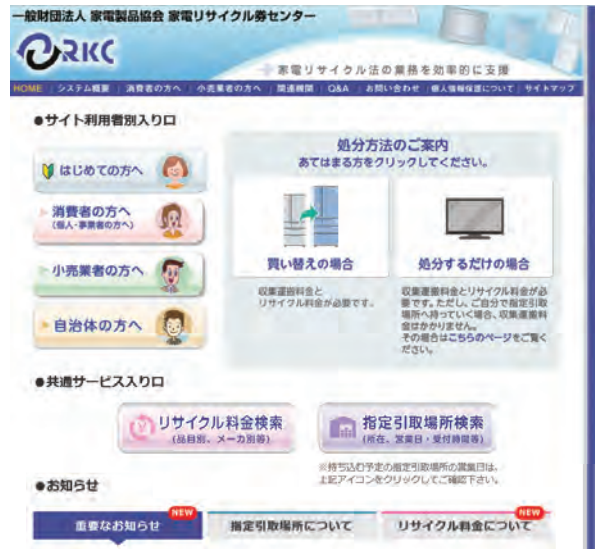 一般財団法人 家電製品協会 家電リサイクル券センター
RKC
家電リサイクル法の業務を効率的に支援
HOME システム概要 消費者の方へ 小売業者の方へ 関連機関 Q&A お問い合わせ 個人情報保護について サイトマップ
●サイト利用者別入り口
はじめての方へ
消費者の方へ
(個人・事業者の方へ)
小売業者の方へ
自治体の方へ
処分方法のご案内
あてはまる方をクリックしてください。
買い替えの場合
収集運搬料金と
リサイクル料金が必要です。
処分するだけの場合
収集運搬料金とリサイクル料金が必
要です。ただし、ご自分で指定引取
場所へ持っていく場合、収集運搬料
金はかかりません。
その場合はこちらのページをご覧く
ださい。
●共通サービス入り口
リサイクル料金検索
(品目別、メーカ別等)
指定引取場所検索
(所在、営業日・受付時間等)
※持ち込む予定の指定引取場所の営業日は、
上記アイコンをクリックしてご確認下さい。
●お知らせ
重要なお知らせ NEW
指定引取場所について
リサイクル料金について NEW